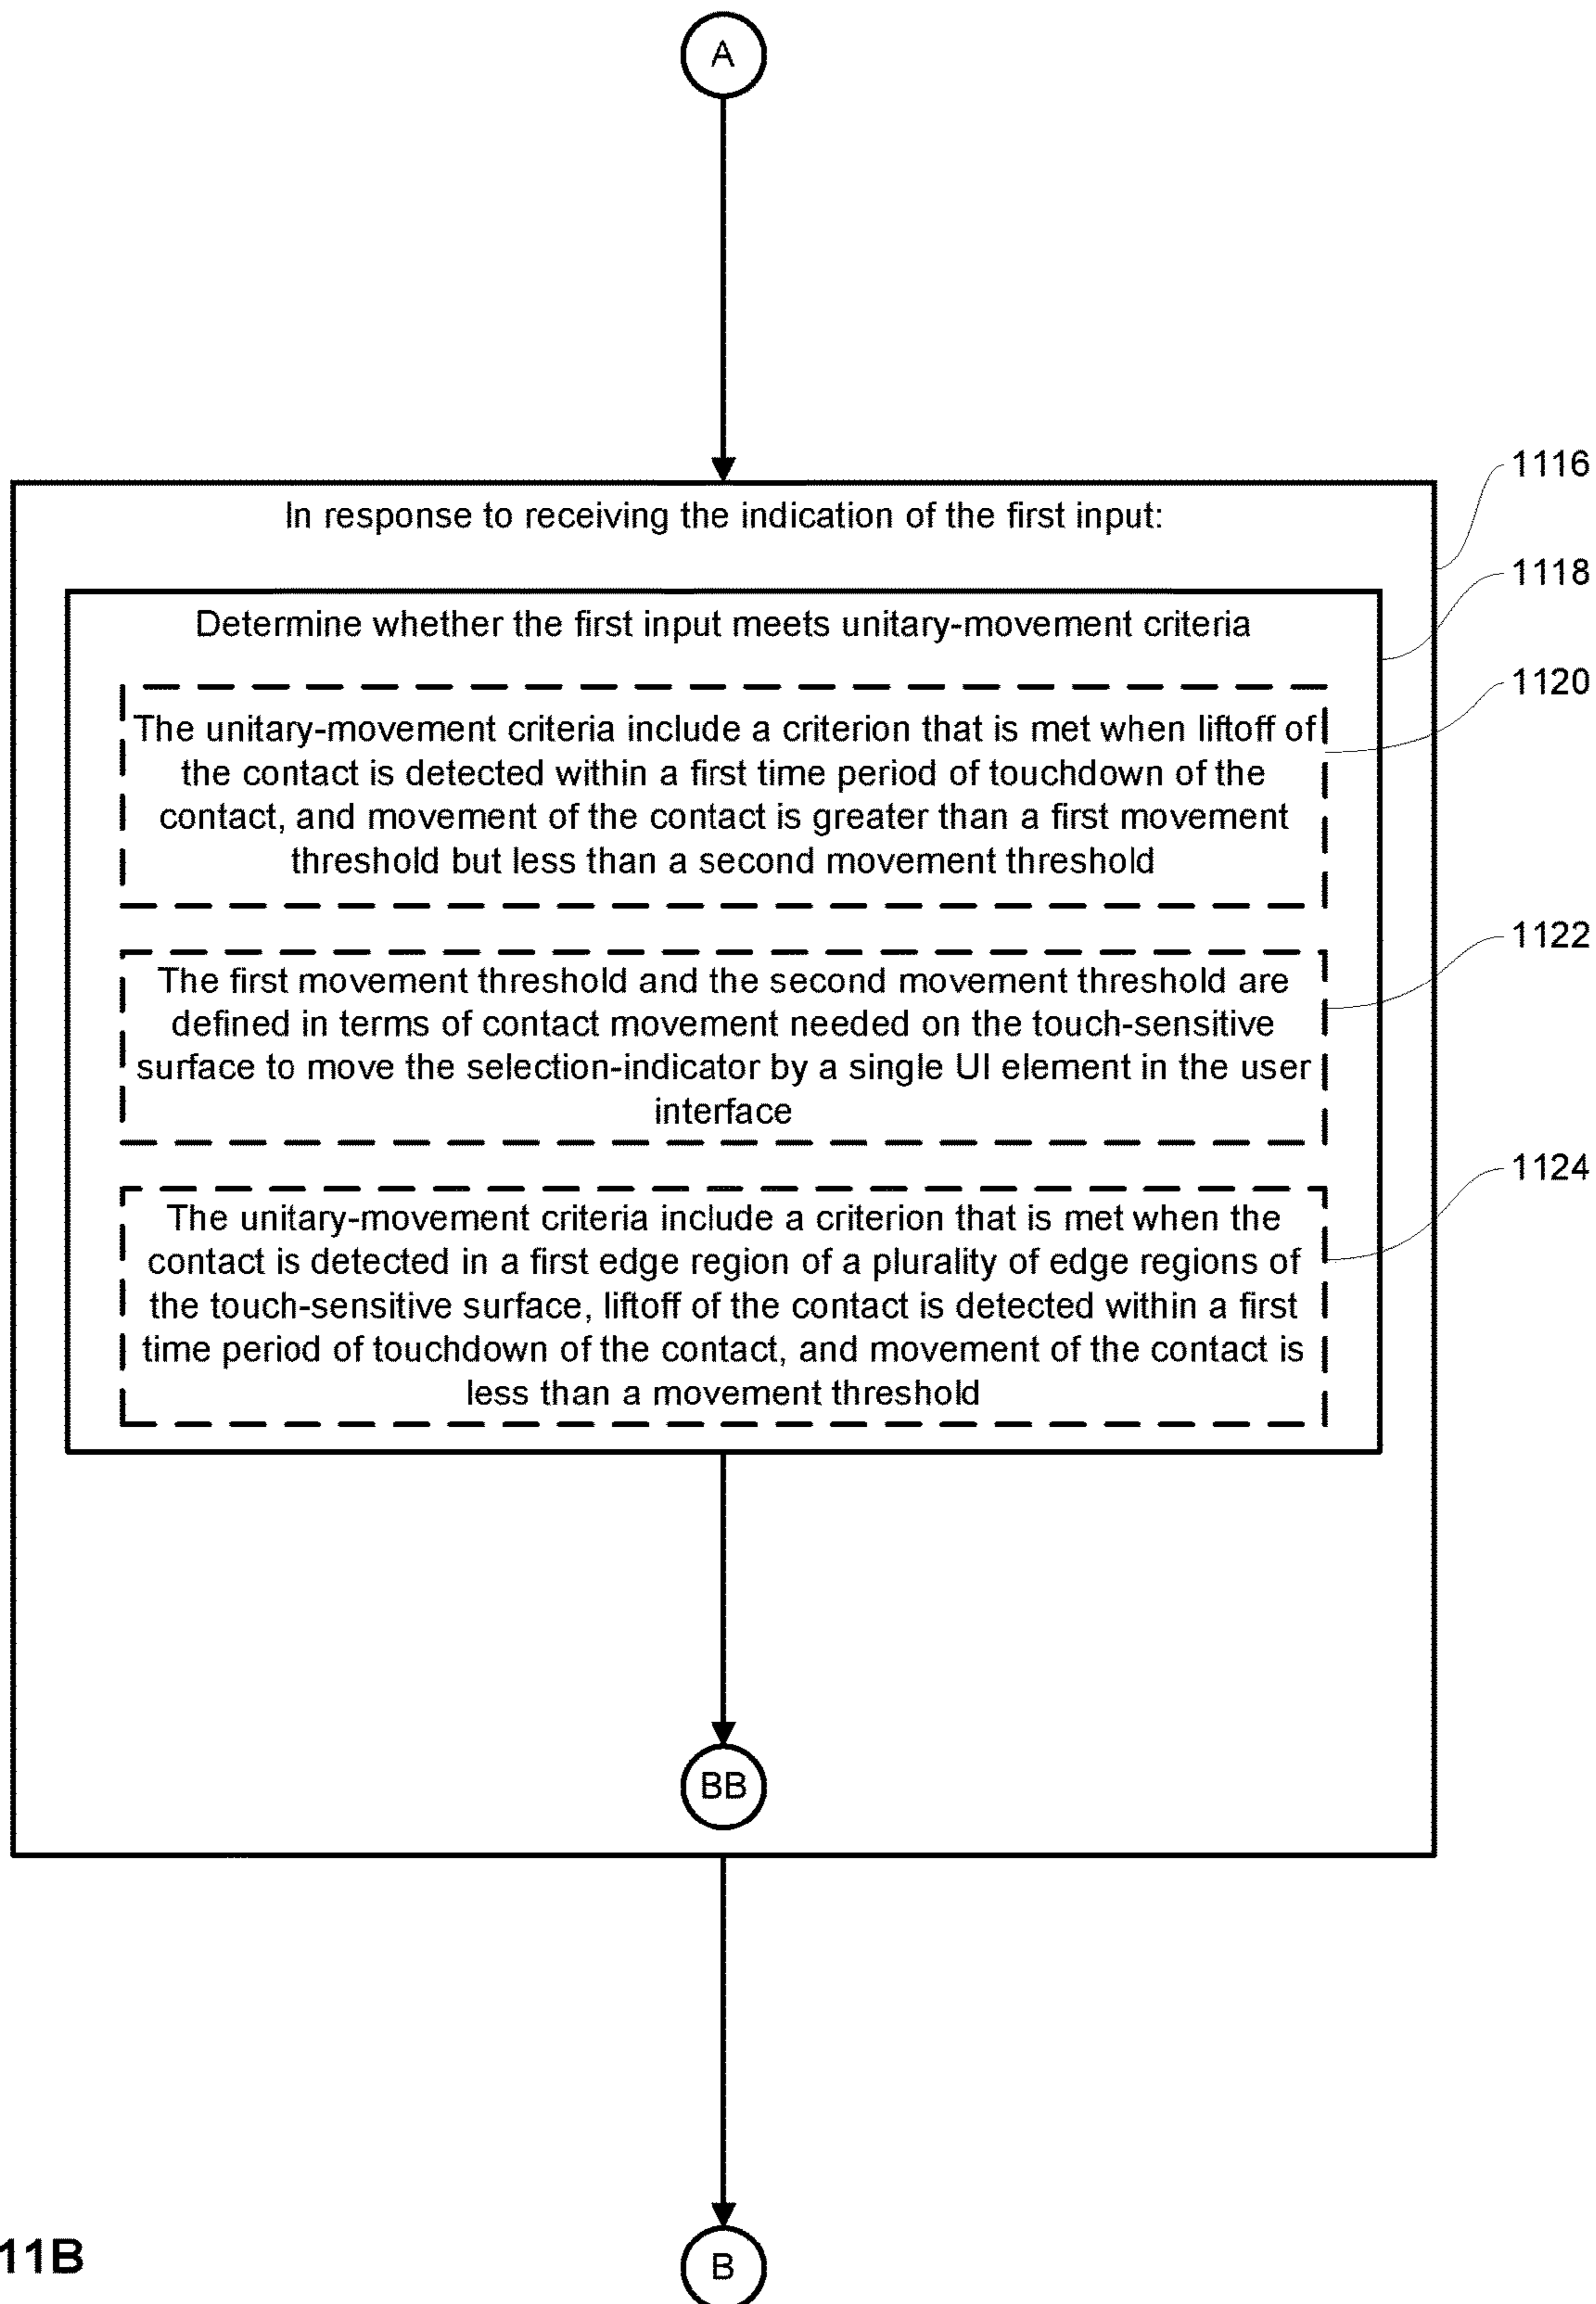 A
1116
In response to receiving the indication of the first input:
1118
Determine whether the first input meets unitary-movement criteria
1120
The unitary-movement criteria include a criterion that is met when liftoff of
the contact is detected within a first time period of touchdown of the
contact, and movement of the contact is greater than a first movement
threshold but less than a second movement threshold
1122
The first movement threshold and the second movement threshold are
defined in terms of contact movement needed on the touch-sensitive
surface to move the selection-indicator by a single UI element in the user
interface
1124
The unitary-movement criteria include a criterion that is met when the
contact is detected in a first edge region of a plurality of edge regions of
the touch-sensitive surface, liftoff of the contact is detected within a first
time period of touchdown of the contact, and movement of the contact is
less than a movement threshold
BB
11B
B